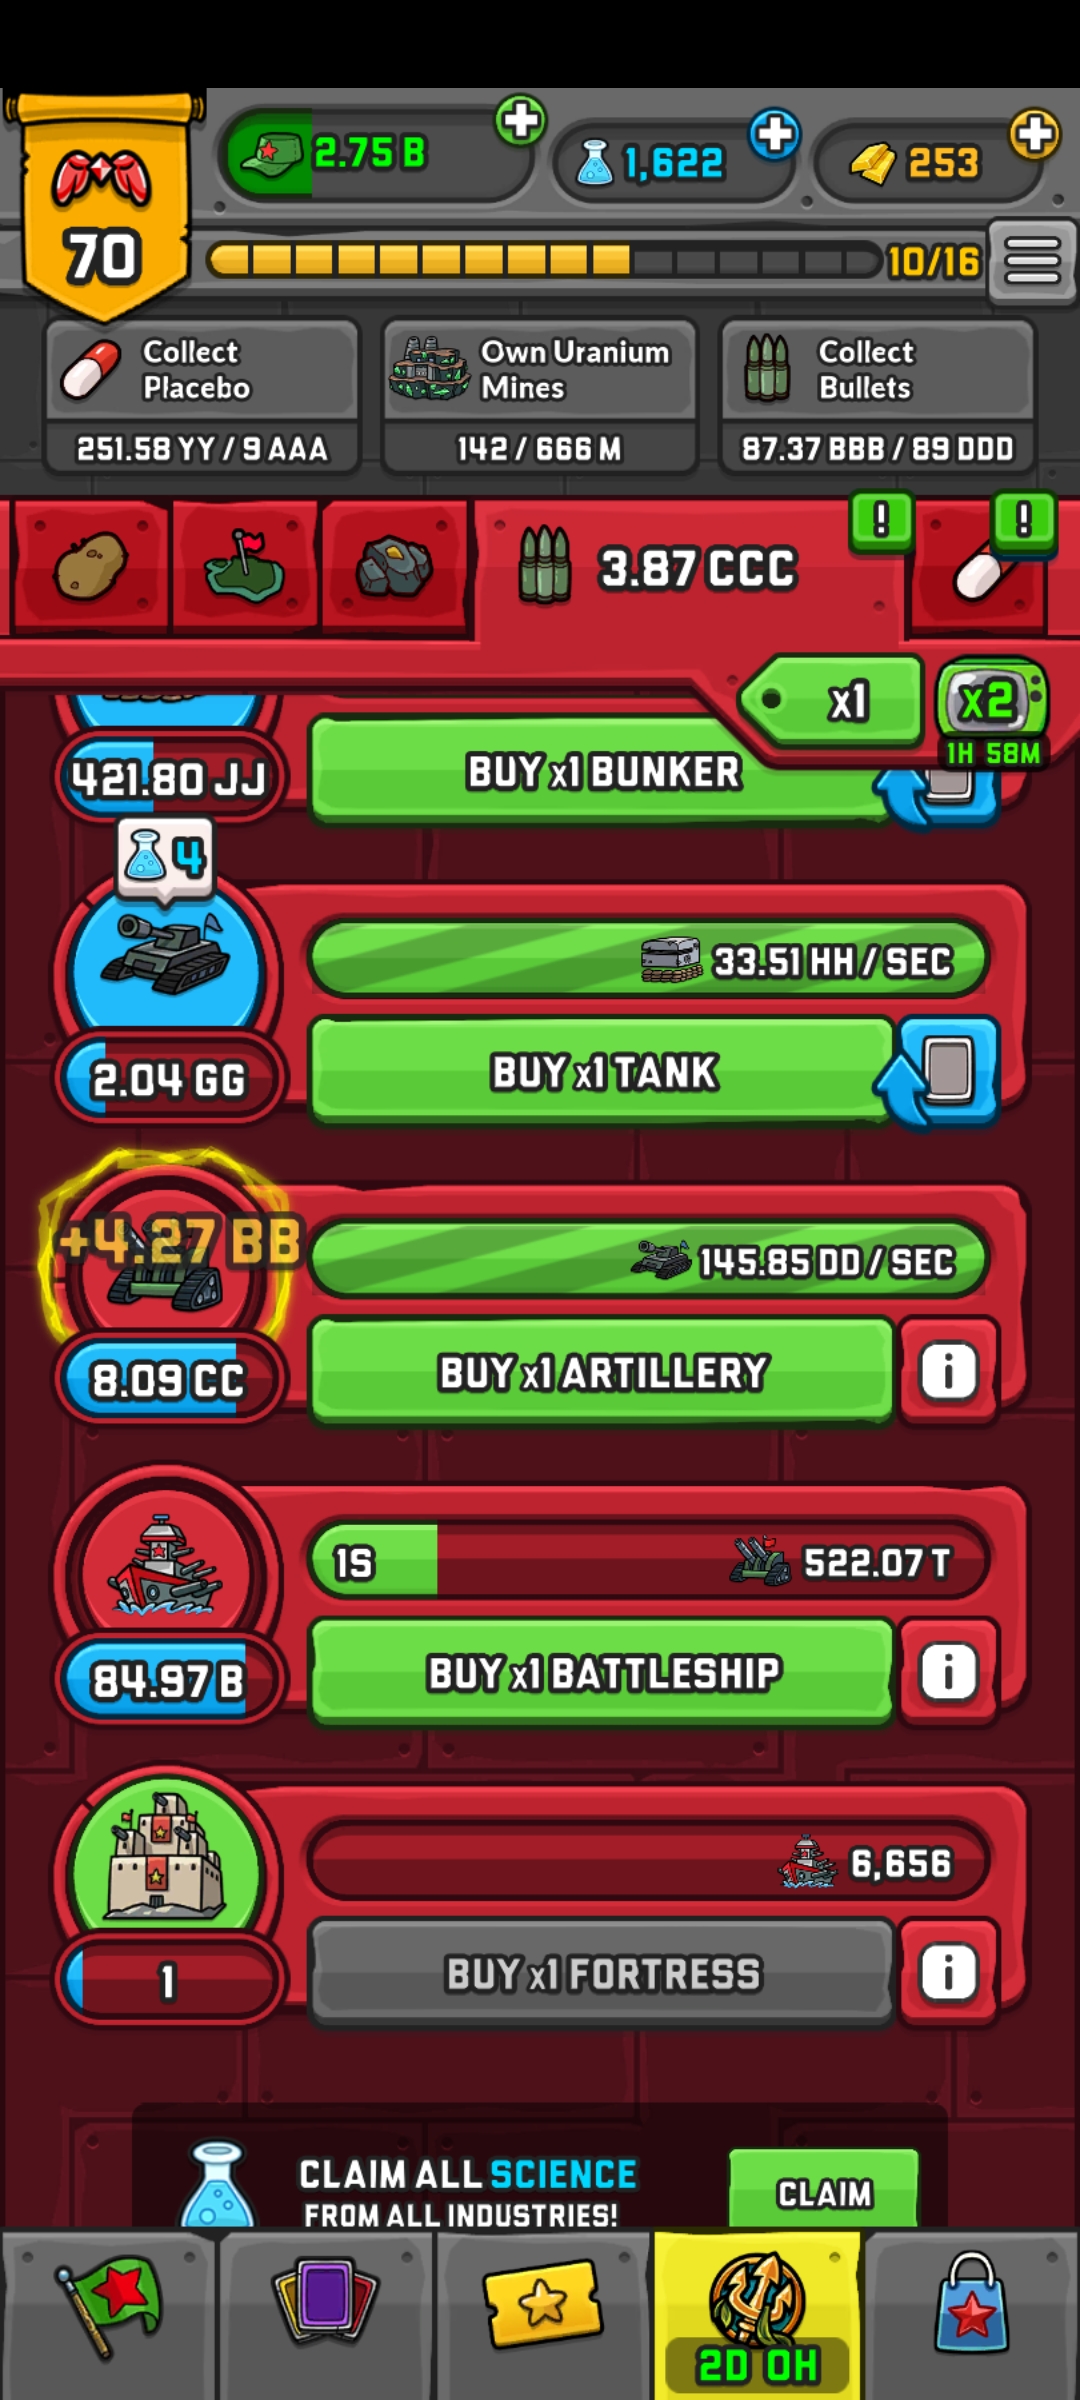 2.75 B
1,622
253
70
10/16
Collect
Placebo
251.58 YY / 9 AAA
Own Uranium
Mines
142 / 666 M
Collect
Bullets
87.37 BBB / 89 DDD
!
!
3.87 CCC
x1
x2
1H 58M
421.80 JJ
BUY x1 BUNKER
4
33.51 HH / SEC
2.04 GG
BUY x1 TANK
+4.27 BB
145.85 DD / SEC
8.09 CC
BUY x1 ARTILLERY
i
1S
522.07 T
84.97 B
BUY x1 BATTLESHIP
i
6,656
1
BUY x1 FORTRESS
i
CLAIM ALL SCIENCE
FROM ALL INDUSTRIES!
CLAIM
2D 0H